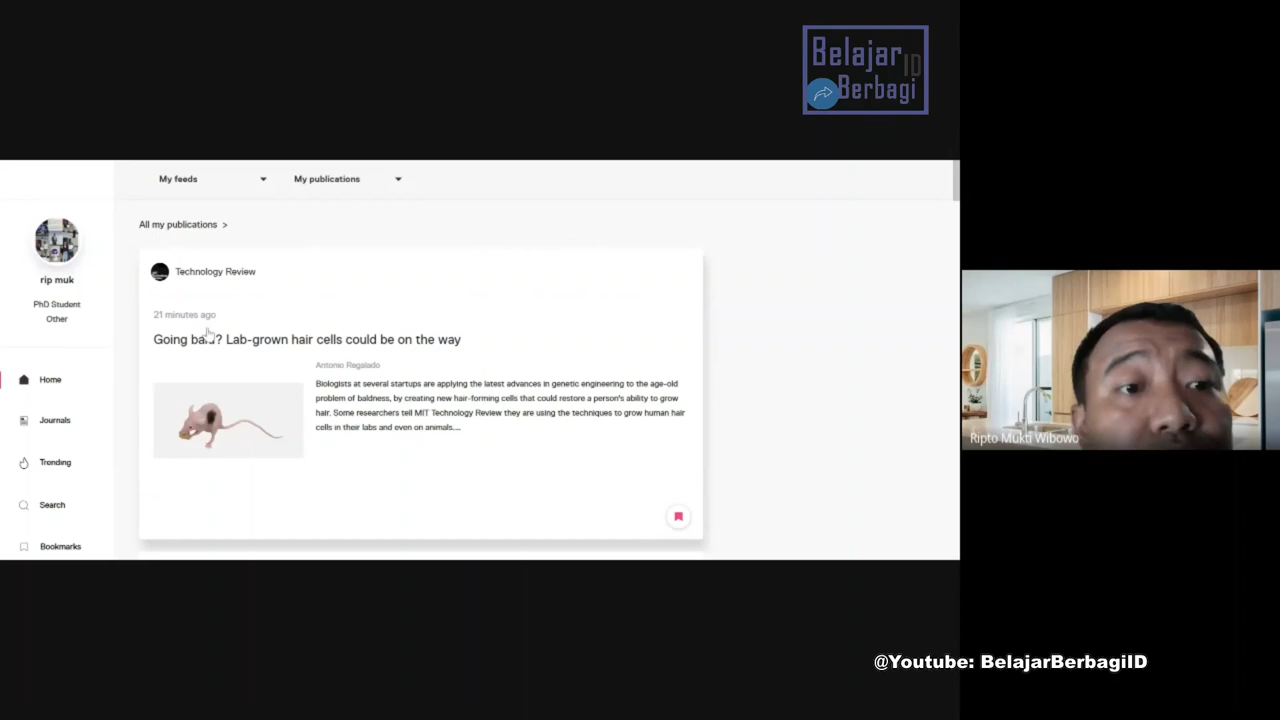 Belajar
ID
Berbagi
My feeds
My publications
All my publications >
rip muk
PhD Student
Other
Home
Journals
Trending
Search
Bookmarks
Technology Review
21 minutes ago
Going bald? Lab-grown hair cells could be on the way
Antonio Regalado
Biologists at several startups are applying the latest advances in genetic engineering to the age-old
problem of baldness, by creating new hair-forming cells that could restore a person's ability to grow
hair. Some researchers tell MIT Technology Review they are using the techniques to grow human hair
cells in their labs and even on animals....
Ripto Mukti Wibowo
@Youtube: BelajarBerbagiID